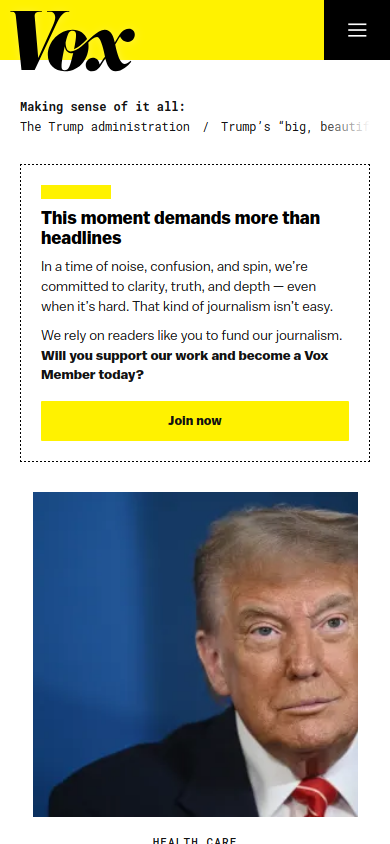 Vox
Making sense of it all:
The Trump administration / Trump’s “big, beauti
This moment demands more than
headlines
In a time of noise, confusion, and spin, we’re
committed to clarity, truth, and depth — even
when it’s hard. That kind of journalism isn’t easy.
We rely on readers like you to fund our journalism.
Will you support our work and become a Vox
Member today?
Join now
HEALTH CARE